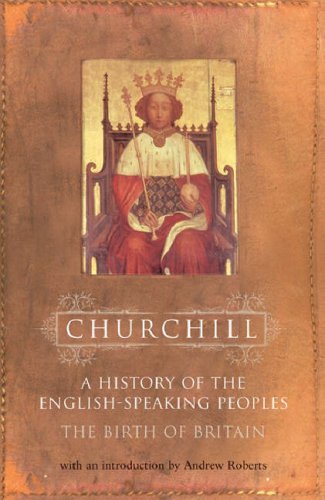 CHURCHILL
A HISTORY OF THE
ENGLISH-SPEAKING PEOPLES
THE BIRTH OF BRITAIN
with an introduction by Andrew Roberts